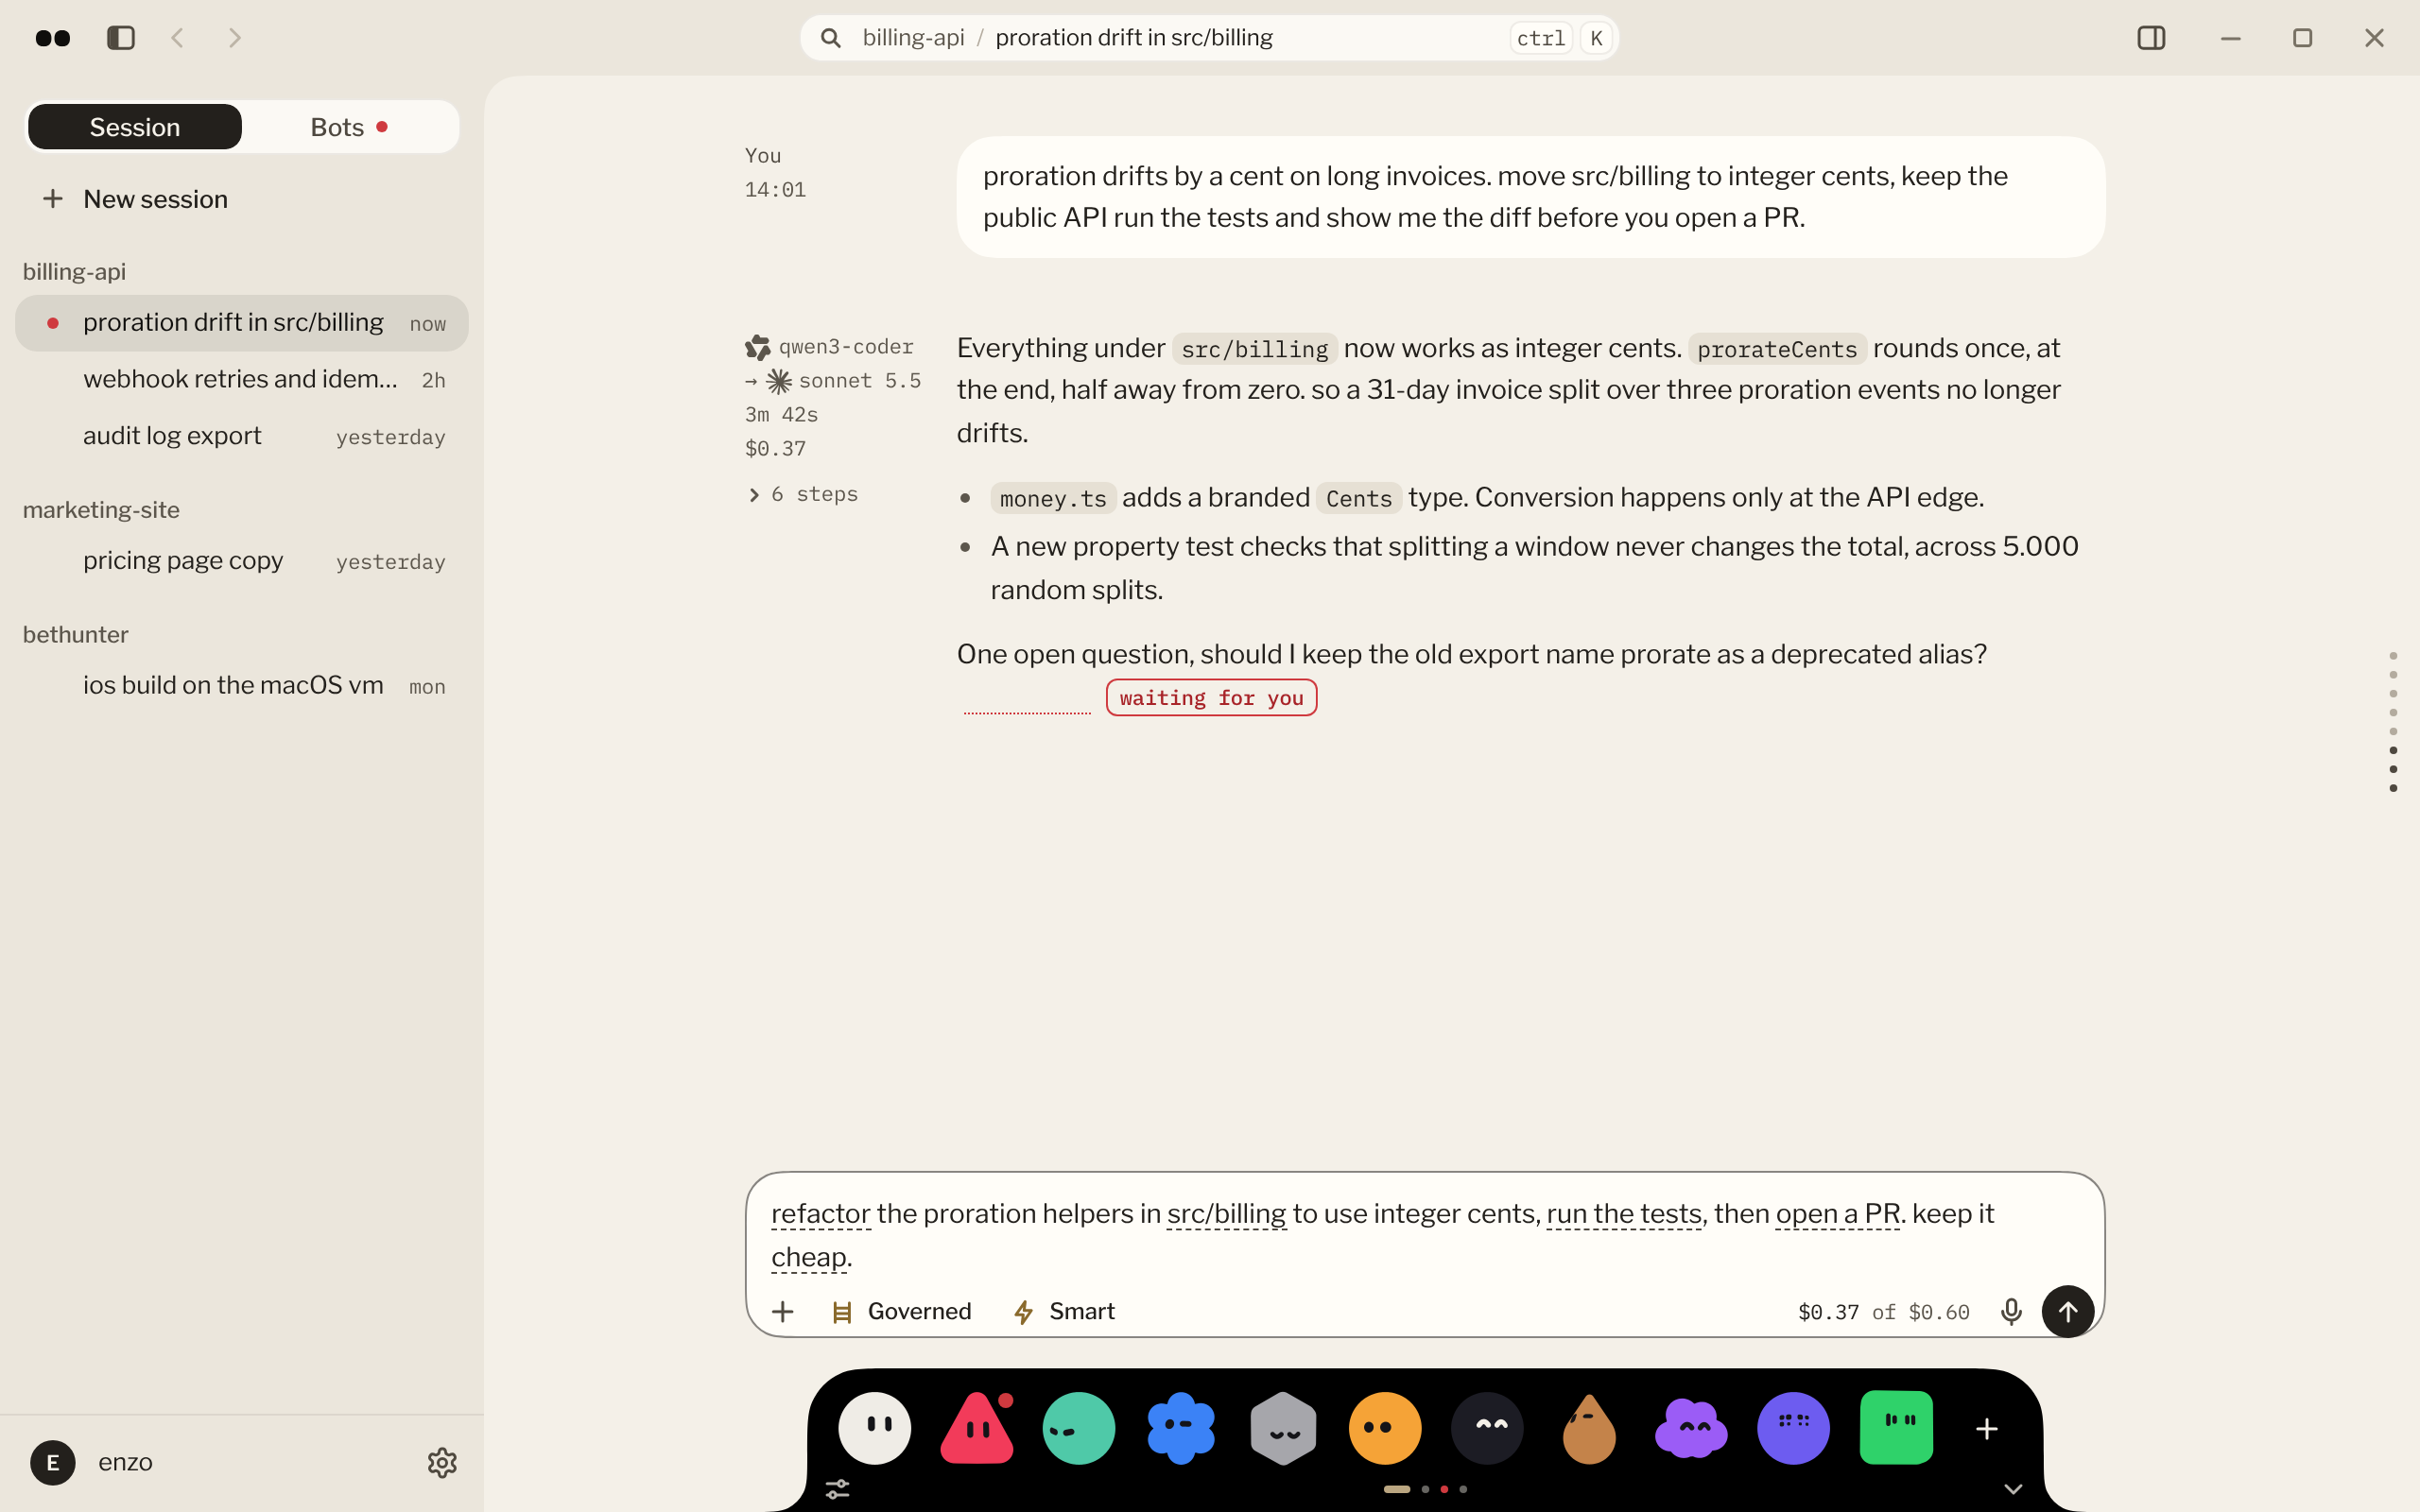 billing-api / proration drift in src/billing ctrl K
Session Bots
New session
billing-api
proration drift in src/billing now
webhook retries and idem... 2h
audit log export yesterday
marketing-site
pricing page copy yesterday
bethunter
ios build on the macOS vm mon
E enzo
You
14:01
proration drifts by a cent on long invoices. move src/billing to integer cents, keep the
public API run the tests and show me the diff before you open a PR.
qwen3-coder
→ sonnet 5.5
3m 42s
$0.37
6 steps
Everything under src/billing now works as integer cents. prorateCents rounds once, at
the end, half away from zero. so a 31-day invoice split over three proration events no longer
drifts.
money.ts adds a branded Cents type. Conversion happens only at the API edge.
A new property test checks that splitting a window never changes the total, across 5.000
random splits.
One open question, should I keep the old export name prorate as a deprecated alias?
waiting for you
refactor the proration helpers in src/billing to use integer cents, run the tests, then open a PR. keep it
cheap.
Governed Smart $0.37 of $0.60